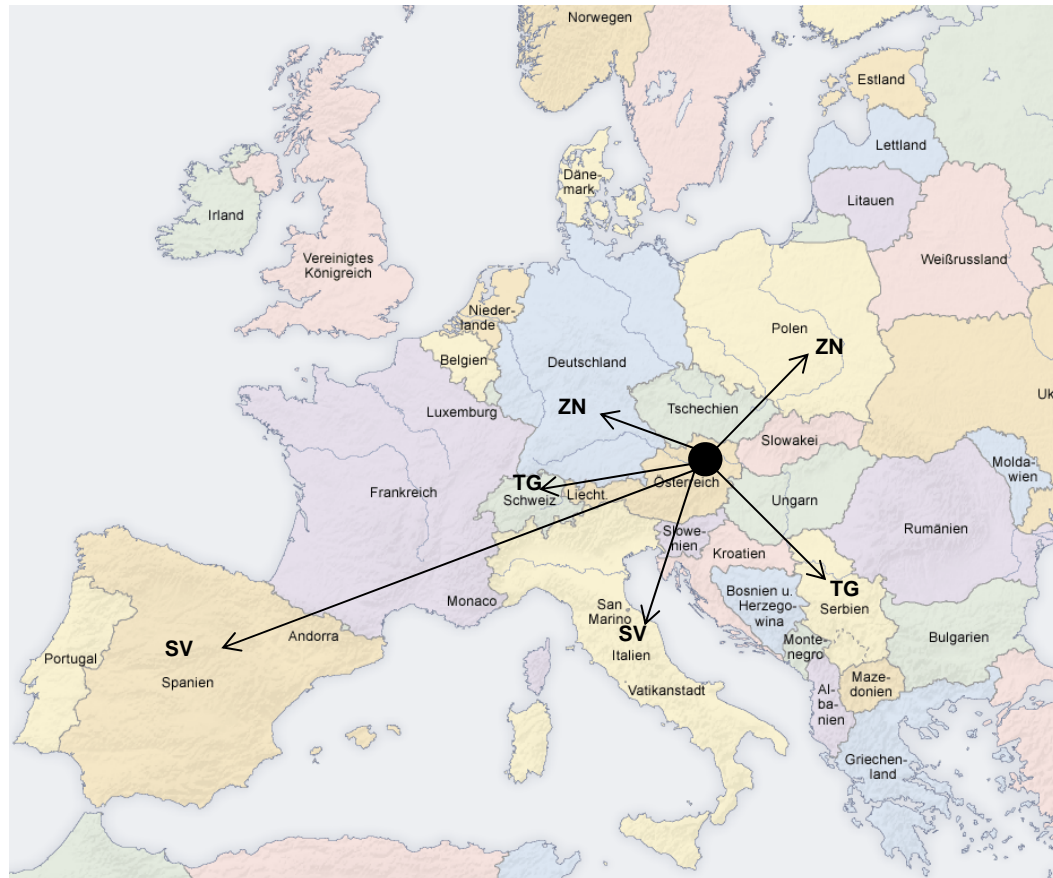 Norwegen
Estland
Lettland
Däne-
mark
Litauen
Irland
Vereinigtes
Königreich
Weißrussland
Nieder-
lande
Polen
ZN
Belgien
Deutschland
Uk
ZN
Tschechien
Luxemburg
Slowakei
Molda-
wien
TG
Österreich
Frankreich
Schweiz
Liecht.
Ungarn
Rumänien
Slowe-
nien
Kroatien
Bosnien u.
Herzego-
wina
TG
Serbien
Monaco
San
Marino
SV
Italien
Andorra
Monte-
negro
Bulgarien
SV
Portugal
Spanien
Vatikanstadt
Maze-
donien
Al-
ba-
nien
Griechen-
land